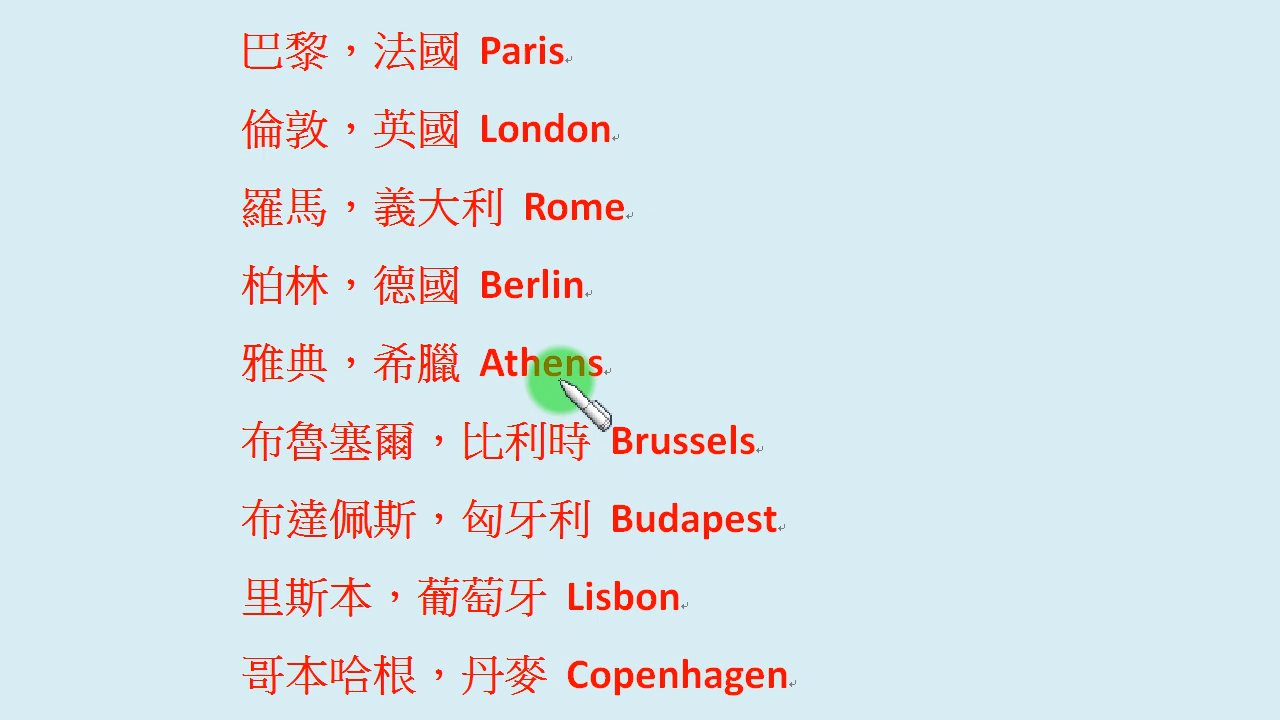 巴黎，法國 Paris
倫敦，英國 London
羅馬，義大利 Rome
柏林，德國 Berlin
雅典，希臘 Athens
布魯塞爾，比利時 Brussels
布達佩斯，匈牙利 Budapest
里斯本，葡萄牙 Lisbon
哥本哈根，丹麥 Copenhagen